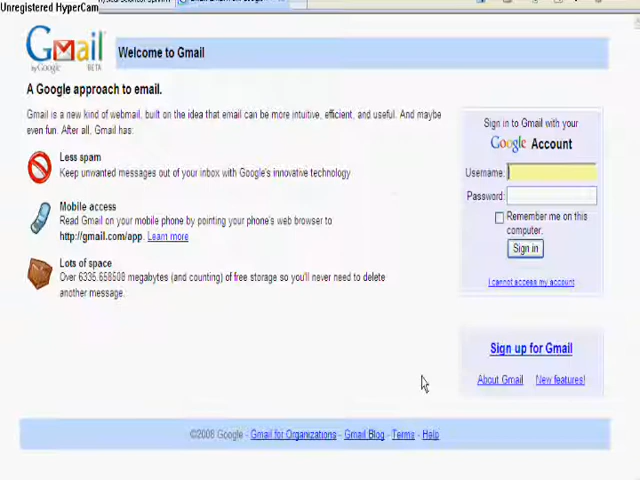 Unregistered HyperCam
Gmail
by Google BETA
Welcome to Gmail
A Google approach to email.
Gmail is a new kind of webmail, built on the idea that email can be more intuitive, efficient, and useful. And maybe
even fun. After all, Gmail has:
Less spam
Keep unwanted messages out of your inbox with Google's innovative technology
Mobile access
Read Gmail on your mobile phone by pointing your phone's web browser to
http://gmail.com/app. Learn more
Lots of space
Over 6335.658508 megabytes (and counting) of free storage so you'll never need to delete
another message.
Sign in to Gmail with your
Google Account
Username:
Password:
Remember me on this
computer.
Sign in
I cannot access my account
Sign up for Gmail
About Gmail New features!
©2008 Google - Gmail for Organizations - Gmail Blog - Terms - Help